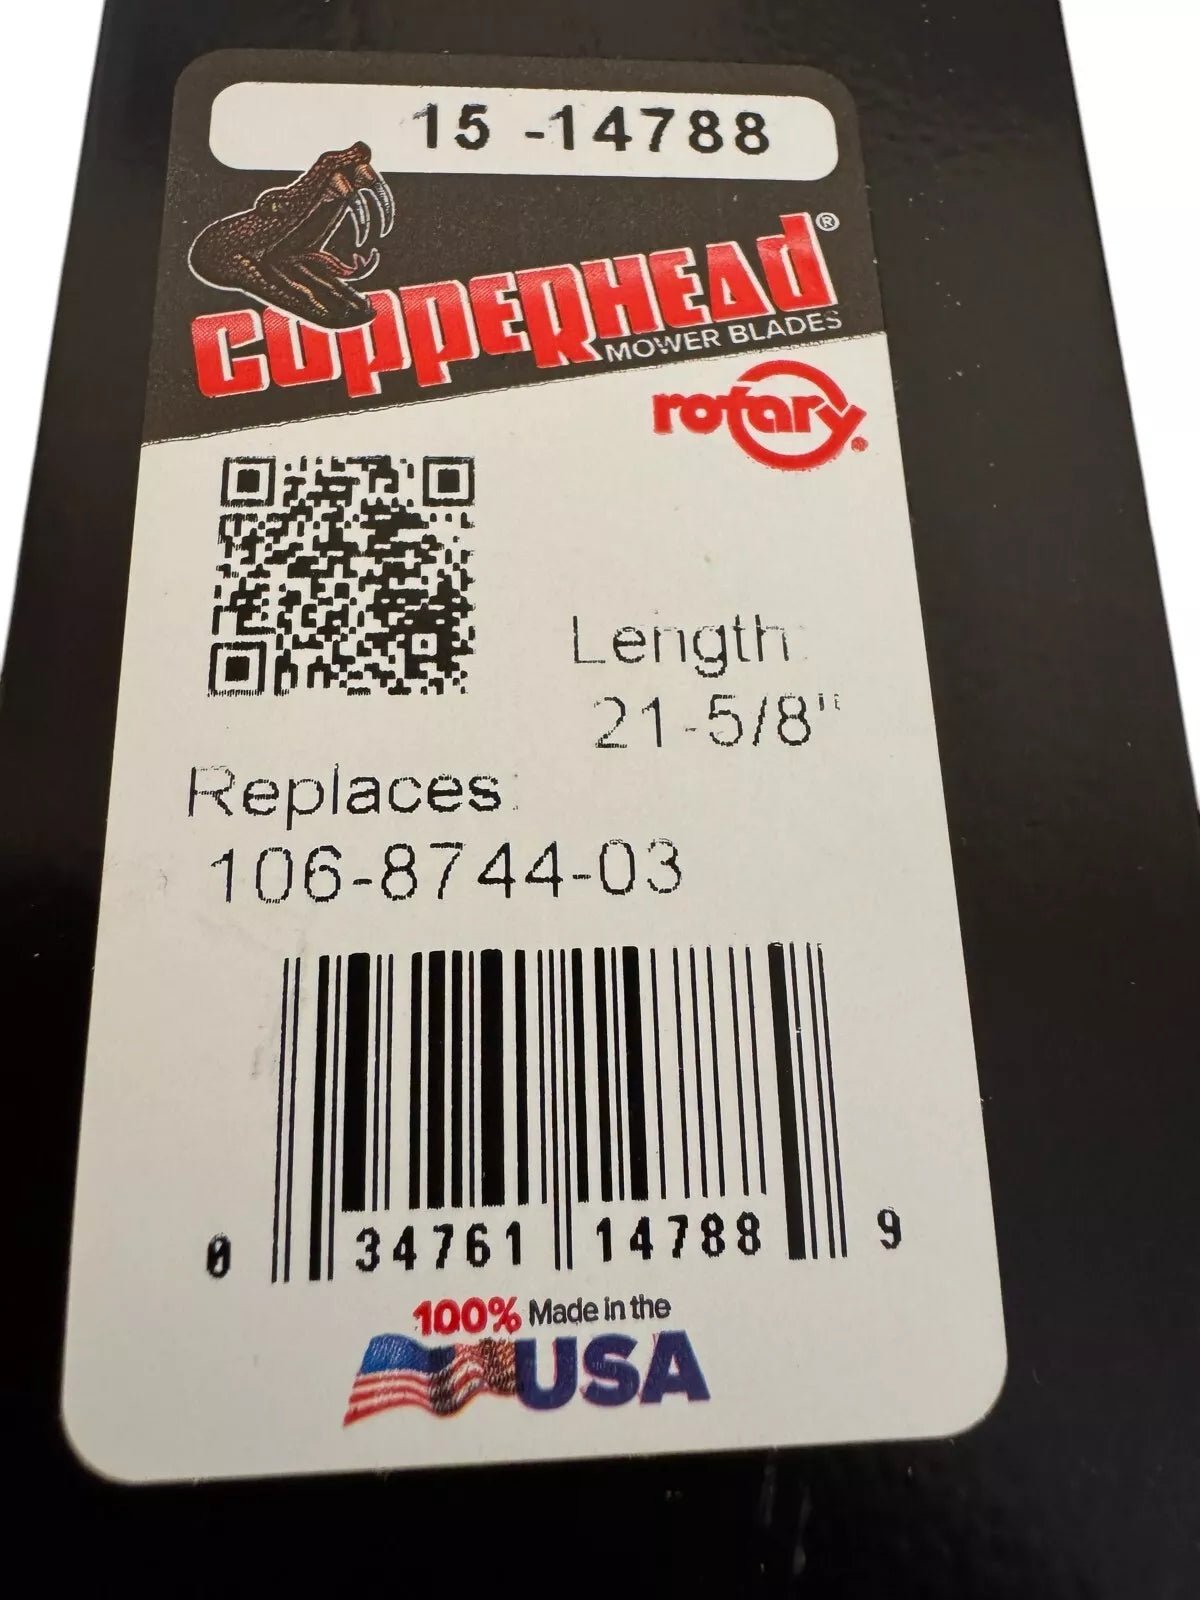 15 -14788
COPPERHEAD®
MOWER BLADES
rotary®
Length:
21-5/8"
Replaces:
106-8744-03
0 34761 14788 9
100% Made in the
USA